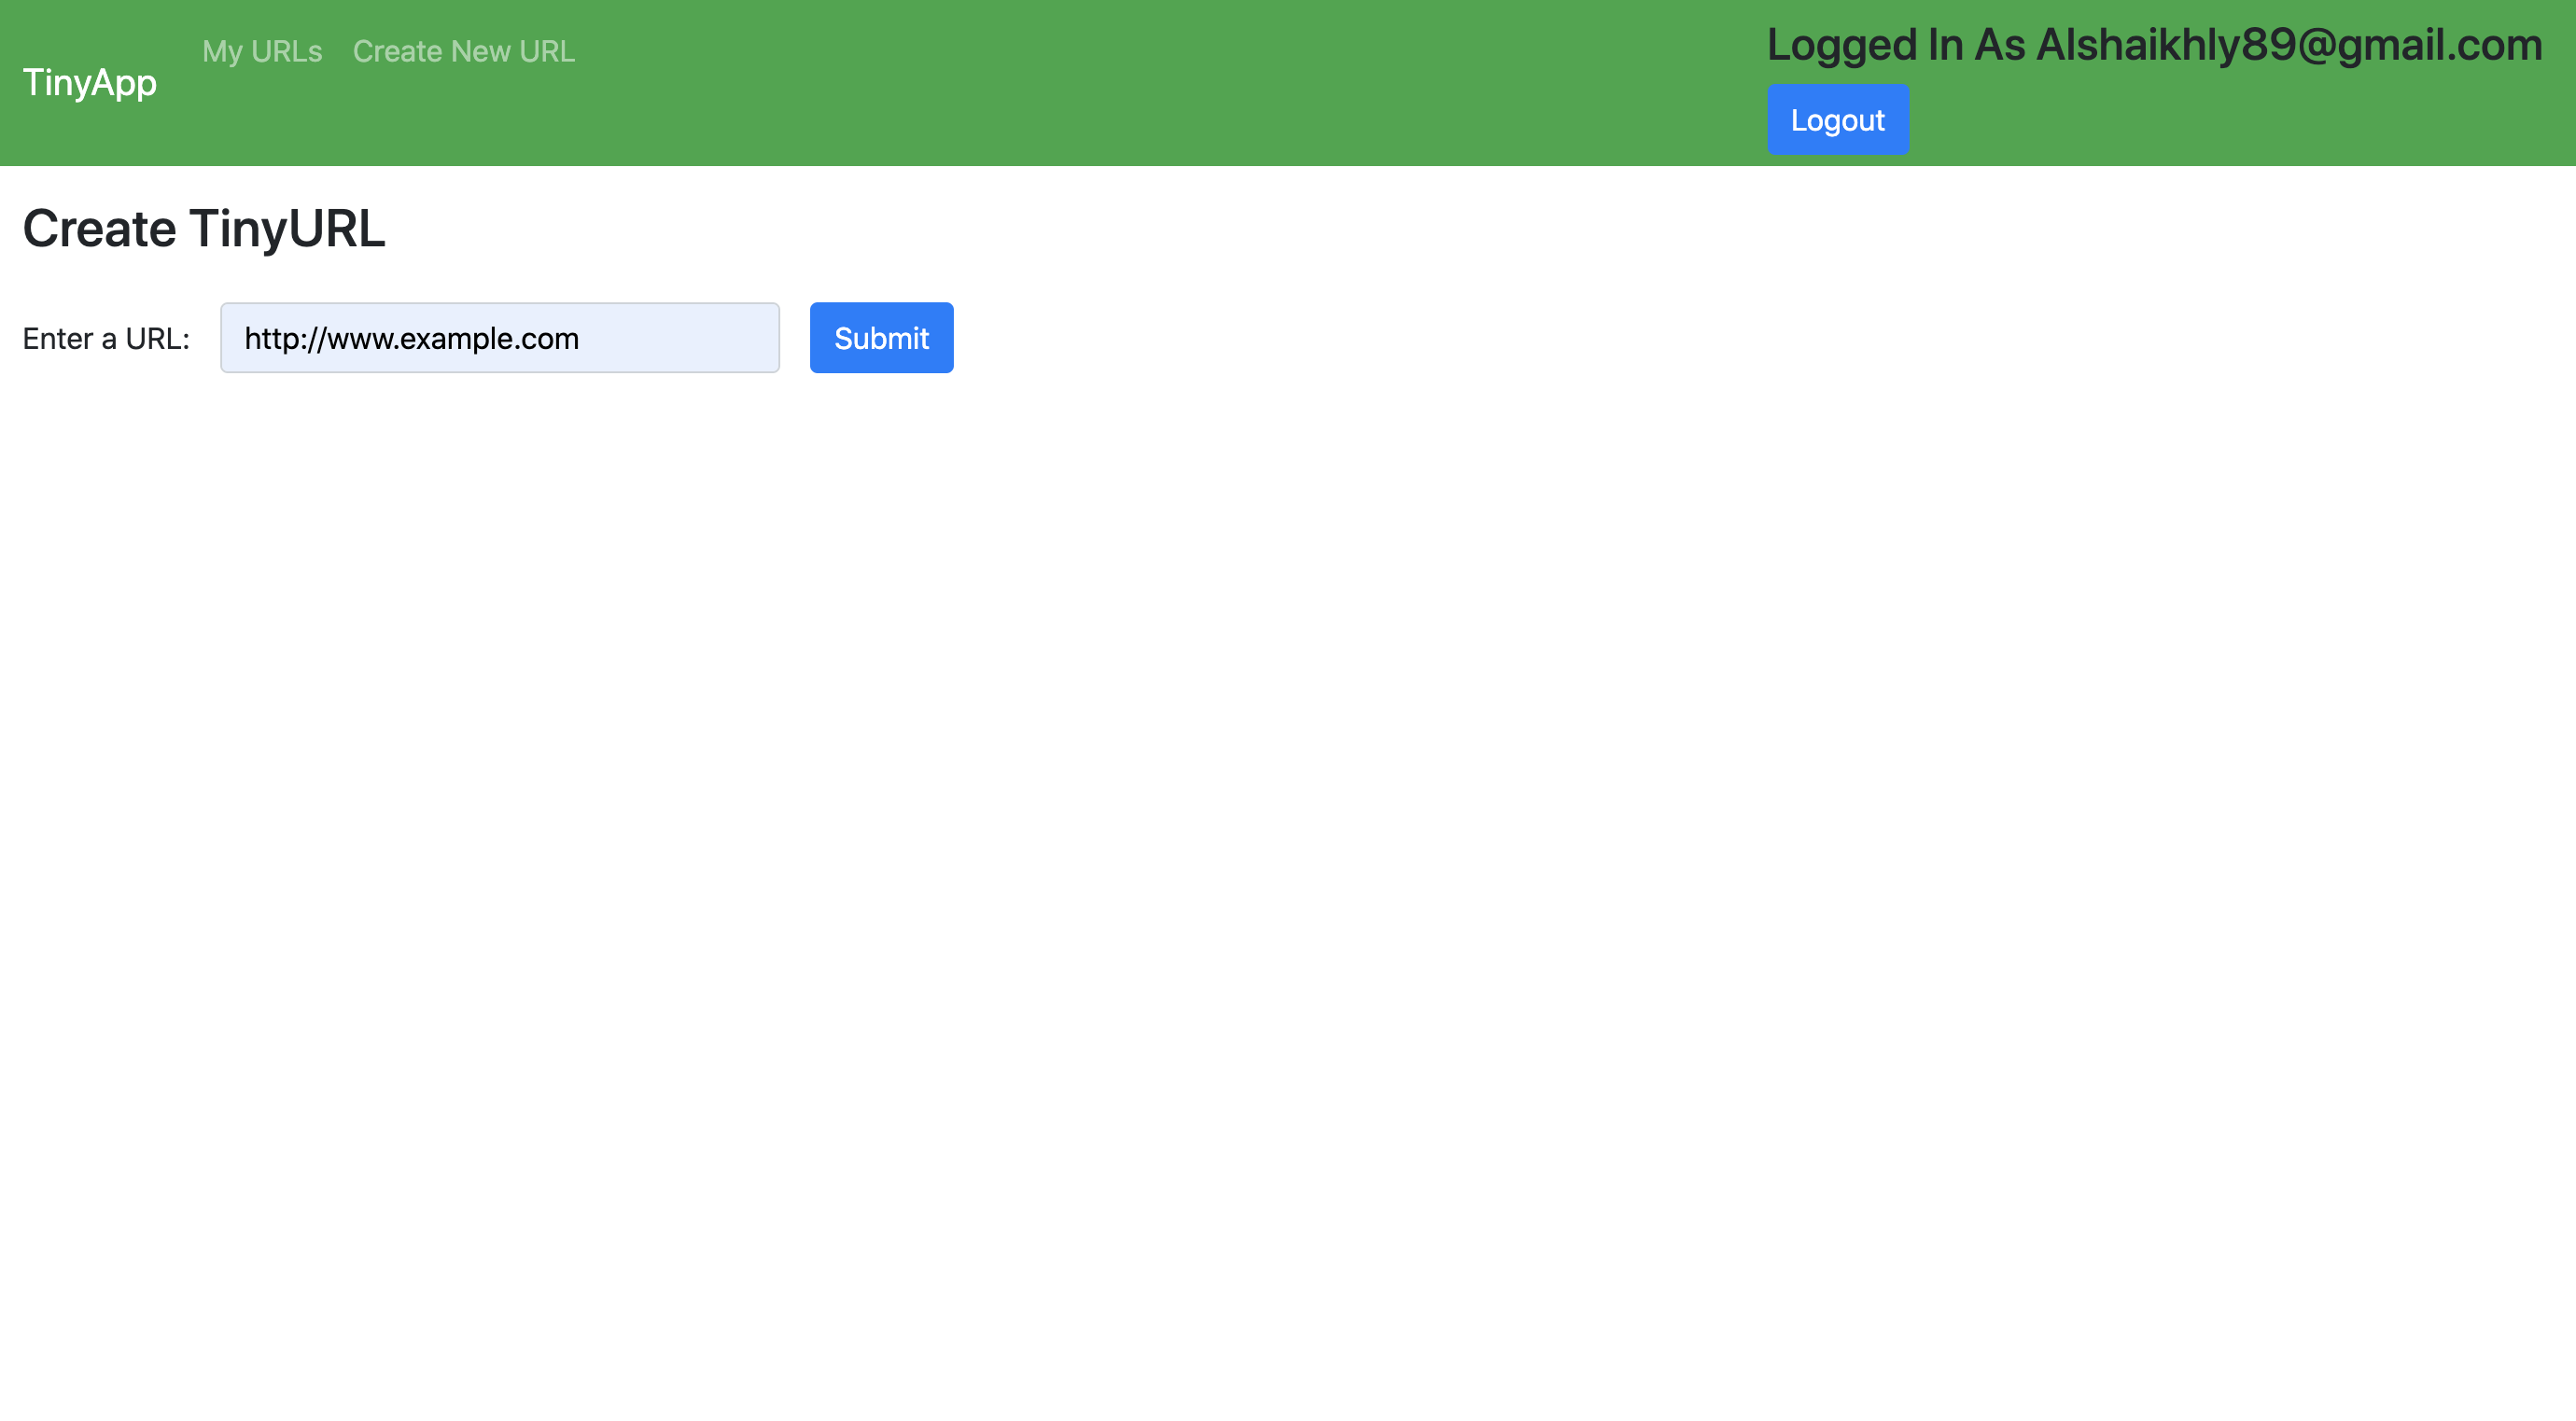 TinyApp
My URLs
Create New URL
Logged In As Alshaikhly89@gmail.com
Logout
Create TinyURL
Enter a URL:
http://www.example.com
Submit